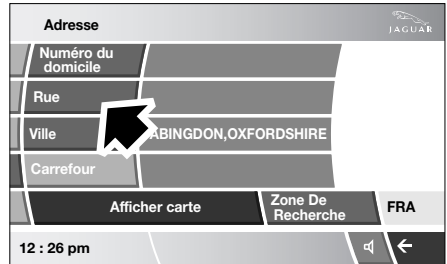 Adresse
JAGUAR
Numéro du
domicile
Rue
Ville
ABINGDON,OXFORDSHIRE
Carrefour
Afficher carte
Zone De
Recherche
FRA
12 : 26 pm